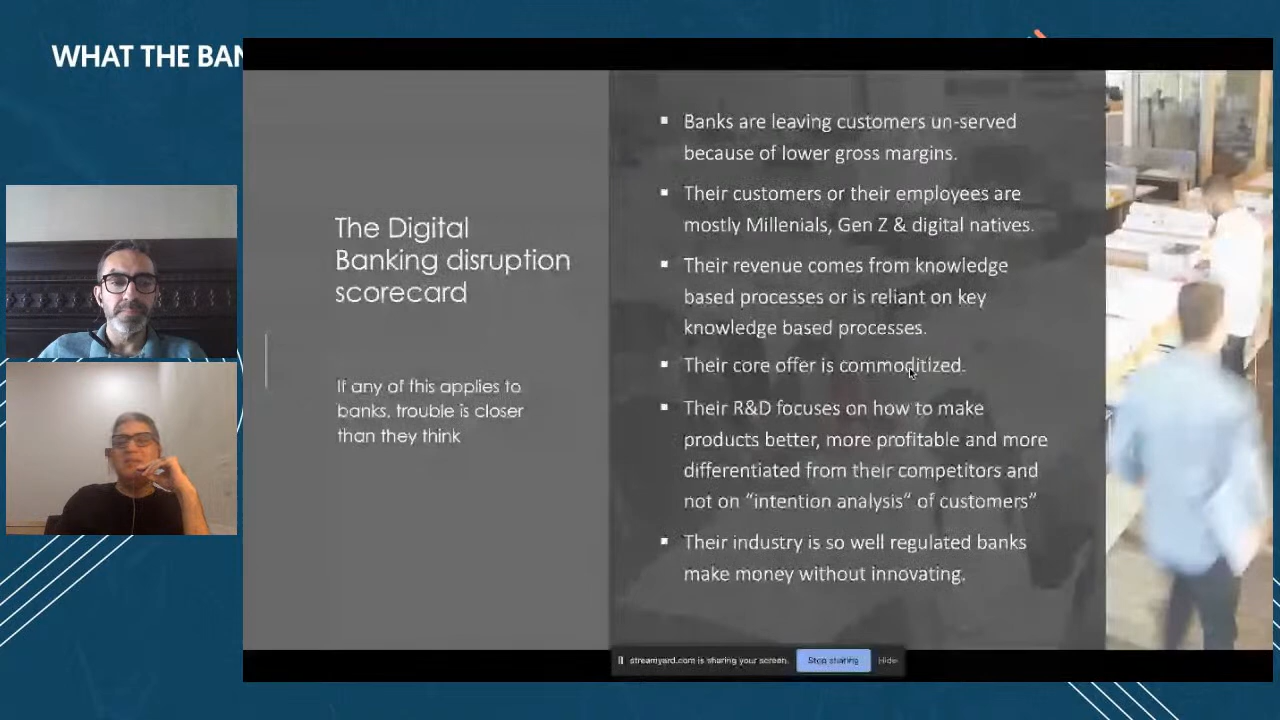 WHAT THE BAN
The Digital
Banking disruption
scorecard
If any of this applies to
banks, trouble is closer
than they think
▪ Banks are leaving customers un-served
because of lower gross margins.
▪ Their customers or their employees are
mostly Millenials, Gen Z & digital natives.
▪ Their revenue comes from knowledge
based processes or is reliant on key
knowledge based processes.
▪ Their core offer is commoditized.
▪ Their R&D focuses on how to make
products better, more profitable and more
differentiated from their competitors and
not on “intention analysis“ of customers”
▪ Their industry is so well regulated banks
make money without innovating.
streamyard.com is sharing your screen.
Stop sharing
Hide